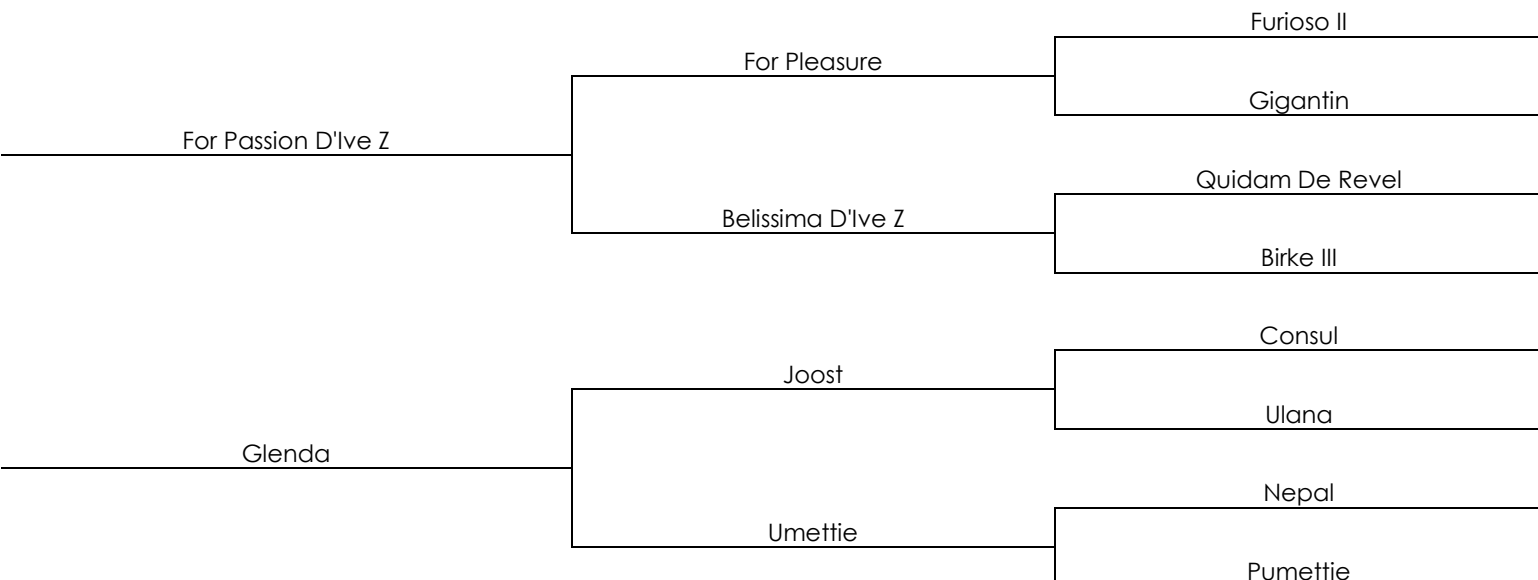 Furioso II
For Pleasure
Gigantin
For Passion D'Ive Z
Quidam De Revel
Belissima D'Ive Z
Birke III
Consul
Joost
Ulana
Glenda
Nepal
Umettie
Pumettie